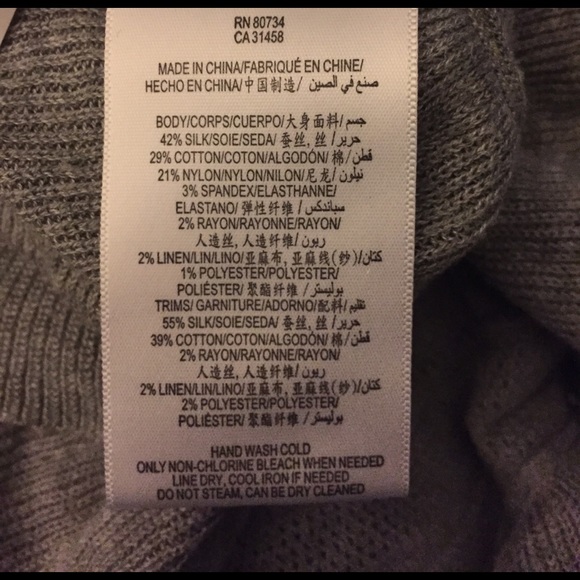 RN 80734
CA 31458
MADE IN CHINA/FABRIQUÉ EN CHINE/
HECHO EN CHINA/中国制造/ صنع في الصين
BODY/CORPS/CUERPO/大身面料/ جسم
42% SILK/SOIE/SEDA/ 蚕丝, 丝 / حرير
29% COTTON/COTON/ALGODÓN/ 棉/ قطن
21% NYLON/NYLON/NILON/尼龙/ نيلون
3% SPANDEX/ELASTHANNE/
ELASTANO/ 弹性纤维 / سباندكس
2% RAYON/RAYONNE/RAYON/
人造丝, 人造纤维/ ريون
2% LINEN/LIN/LINO/亚麻布, 亚麻线(纱)/كتان
1% POLYESTER/POLYESTER/
POLIÉSTER/ 聚酯纤维 / بوليستر
TRIMS/ GARNITURE/ADORNO/配料/ تقليم
55% SILK/SOIE/SEDA/ 蚕丝, 丝 / حرير
39% COTTON/COTON/ALGODÓN/ 棉/ قطن
2% RAYON/RAYONNE/RAYON/
人造丝, 人造纤维/ ريون
2% LINEN/LIN/LINO/亚麻布, 亚麻线(纱)/كتان
2% POLYESTER/POLYESTER/
POLIÉSTER/ 聚酯纤维 / بوليستر
HAND WASH COLD
ONLY NON-CHLORINE BLEACH WHEN NEEDED
LINE DRY, COOL IRON IF NEEDED
DO NOT STEAM, CAN BE DRY CLEANED